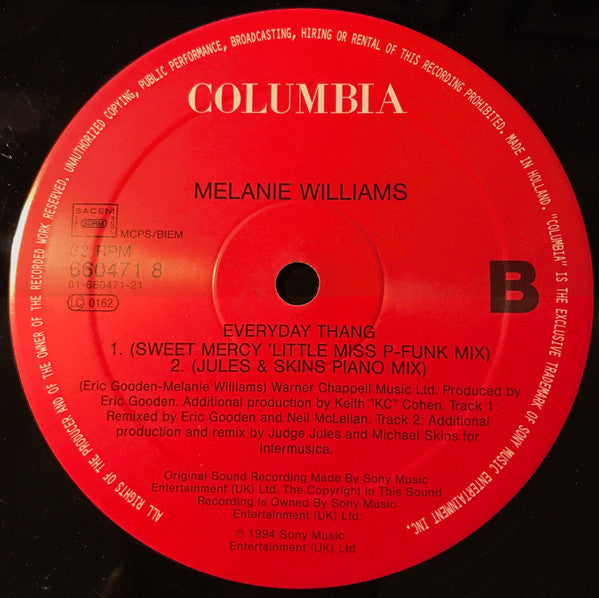 ALL RIGHTS OF THE PRODUCER AND OF THE OWNER OF THE RECORDED WORK RESERVED. UNAUTHORIZED COPYING, PUBLIC PERFORMANCE, BROADCASTING, HIRING OR RENTAL OF THIS RECORDING PROHIBITED. MADE IN HOLLAND. "COLUMBIA" IS THE EXCLUSIVE TRADEMARK OF SONY MUSIC ENTERTAINMENT INC.
COLUMBIA
MELANIE WILLIAMS
SACEM
SDRM
MCPS/BIEM
33 RPM
660471 8
01-660471-21
LC 0162
B
EVERYDAY THANG
1. (SWEET MERCY 'LITTLE MISS P-FUNK MIX)
2. (JULES & SKINS PIANO MIX)
(Eric Gooden-Melanie Williams) Warner Chappell Music Ltd. Produced by
Eric Gooden. Additional production by Keith "KC" Cohen. Track 1:
Remixed by Eric Gooden and Neil McLellan. Track 2: Additional
production and remix by Judge Jules and Michael Skins for
Intermusica.
Original Sound Recording Made By Sony Music
Entertainment (UK) Ltd. The Copyright In This Sound
Recording Is Owned By Sony Music
Entertainment (UK) Ltd.
℗ 1994 Sony Music
Entertainment (UK) Ltd.